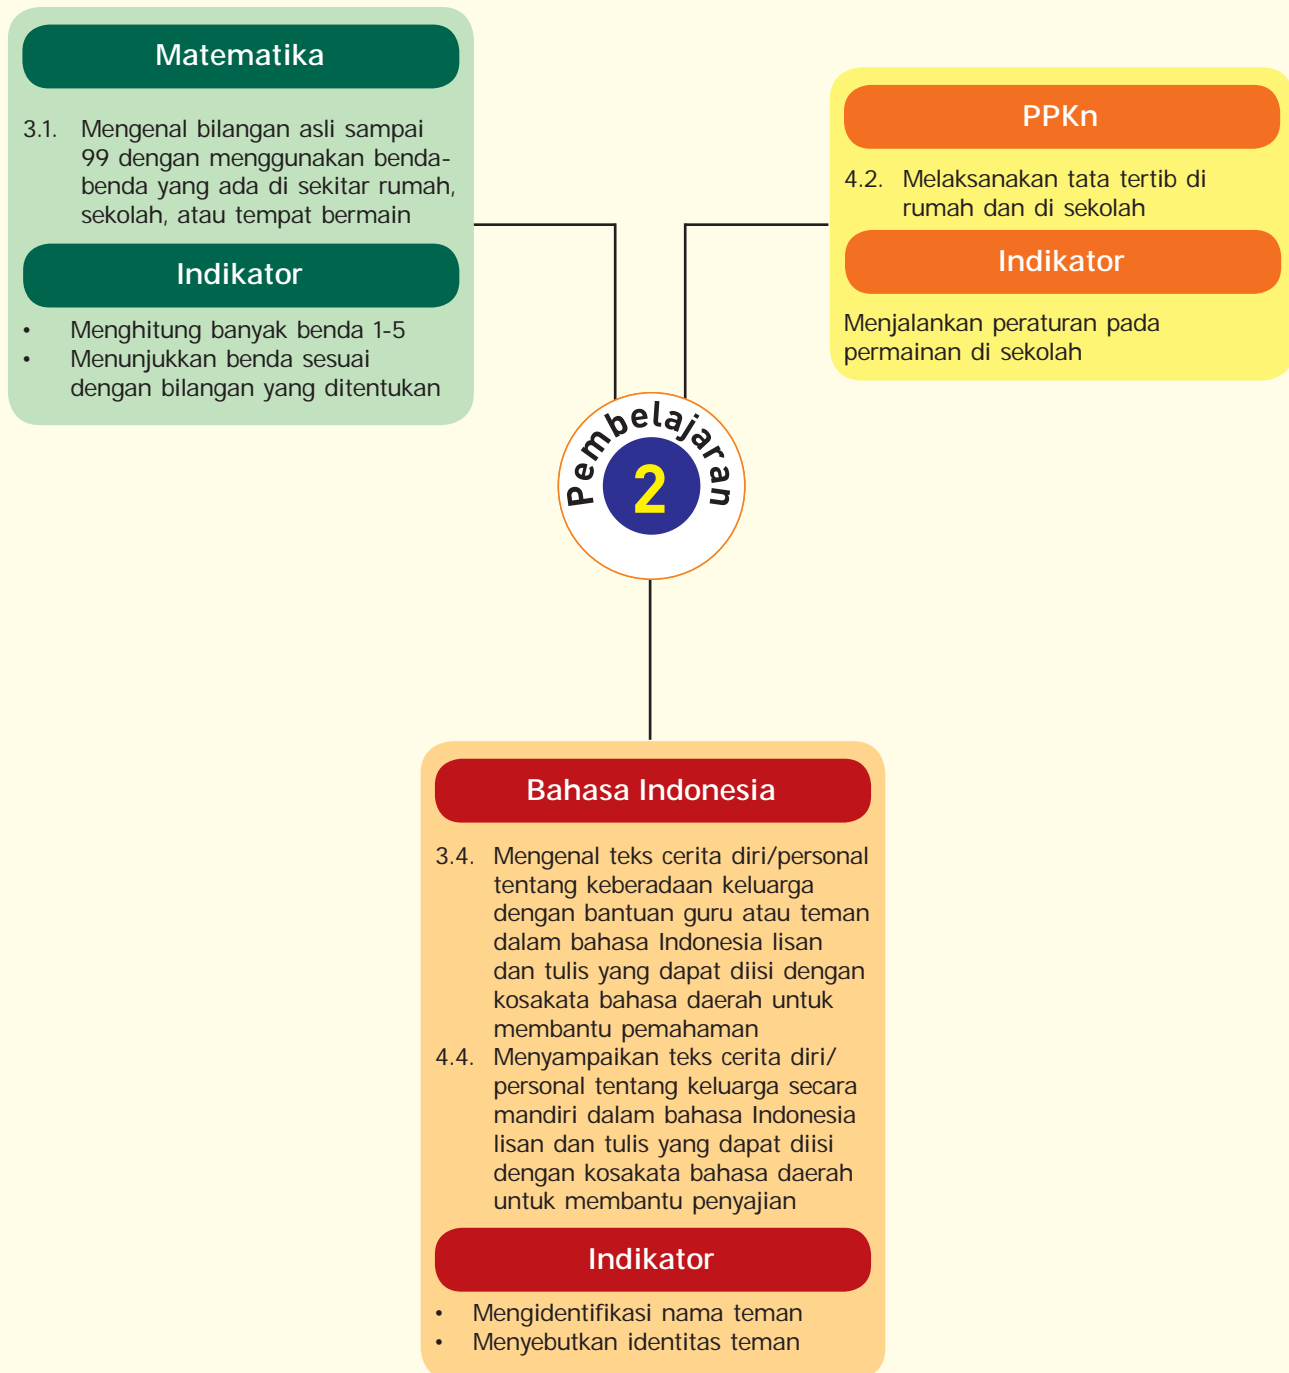 Matematika
3.1. Mengenal bilangan asli sampai
99 dengan menggunakan benda-
benda yang ada di sekitar rumah,
sekolah, atau tempat bermain
Indikator
• Menghitung banyak benda 1-5
• Menunjukkan benda sesuai
dengan bilangan yang ditentukan
PPKn
4.2. Melaksanakan tata tertib di
rumah dan di sekolah
Indikator
Menjalankan peraturan pada
permainan di sekolah
Pembelajaran
2
Bahasa Indonesia
3.4. Mengenal teks cerita diri/personal
tentang keberadaan keluarga
dengan bantuan guru atau teman
dalam bahasa Indonesia lisan
dan tulis yang dapat diisi dengan
kosakata bahasa daerah untuk
membantu pemahaman
4.4. Menyampaikan teks cerita diri/
personal tentang keluarga secara
mandiri dalam bahasa Indonesia
lisan dan tulis yang dapat diisi
dengan kosakata bahasa daerah
untuk membantu penyajian
Indikator
• Mengidentifikasi nama teman
• Menyebutkan identitas teman